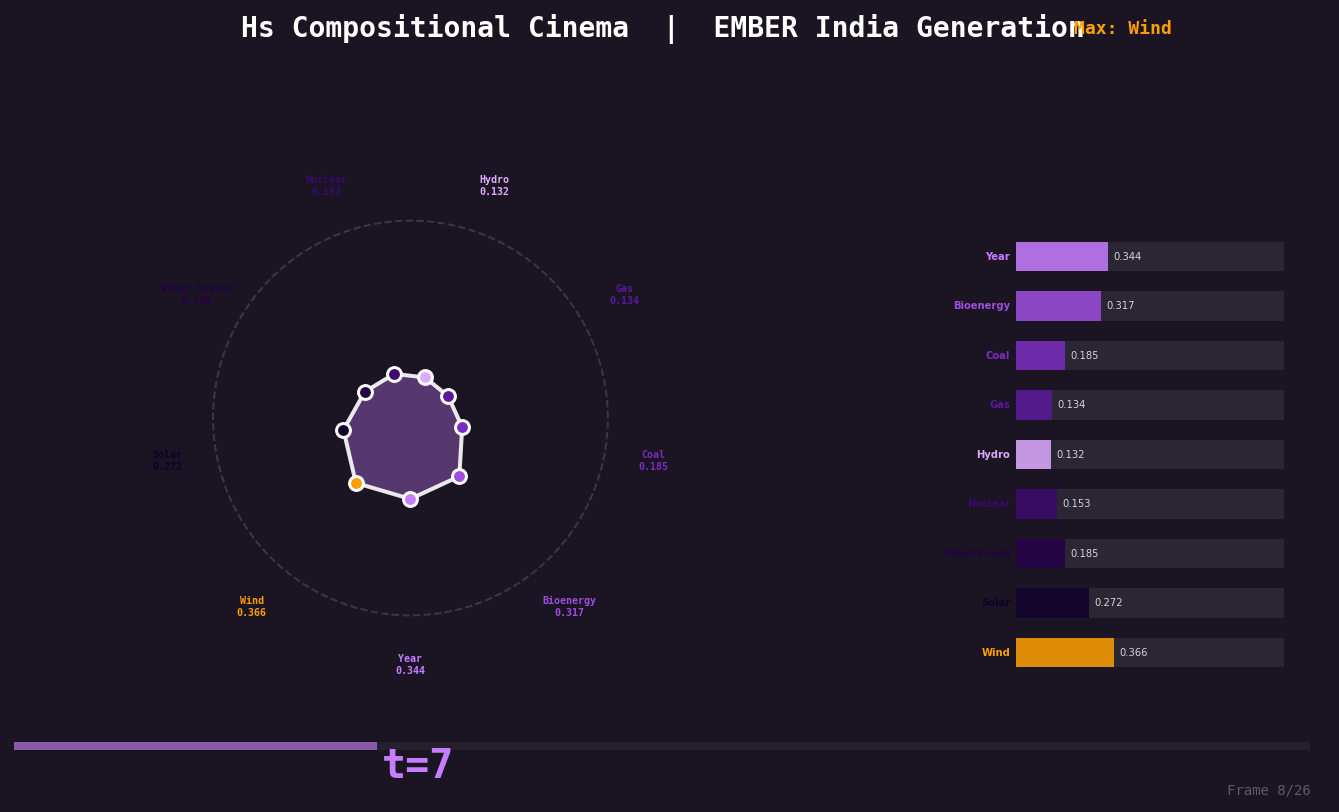 Hs Compositional Cinema | EMBER India Generation
Max: Wind
Nuclear
0.153
Hydro
0.132
Other Fossil
0.185
Gas
0.134
Solar
0.272
Coal
0.185
Wind
0.366
Bioenergy
0.317
Year
0.344
Year
0.344
Bioenergy
0.317
Coal
0.185
Gas
0.134
Hydro
0.132
Nuclear
0.153
Other Fossil
0.185
Solar
0.272
Wind
0.366
t=7
Frame 8/26